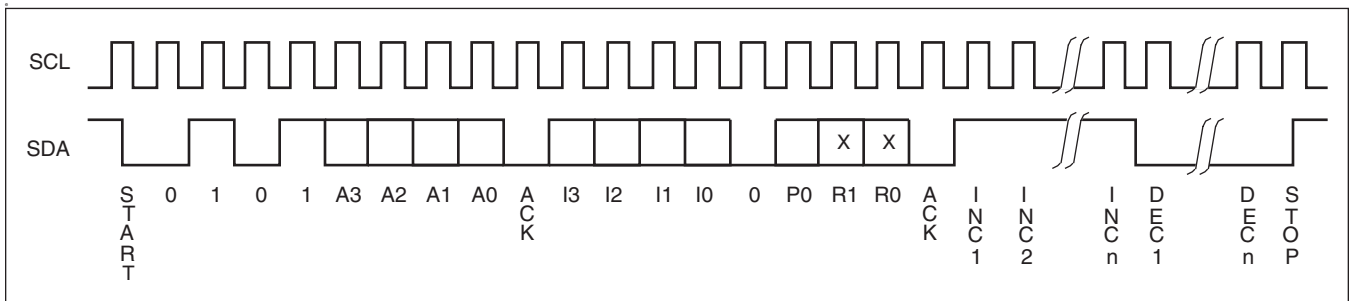 SCL
SDA
X X
START 0 1 0 1 A3 A2 A1 A0 ACK I3 I2 I1 I0 0 P0 R1 R0 ACK INC1 INC2 INCn DEC1 DECn STOP